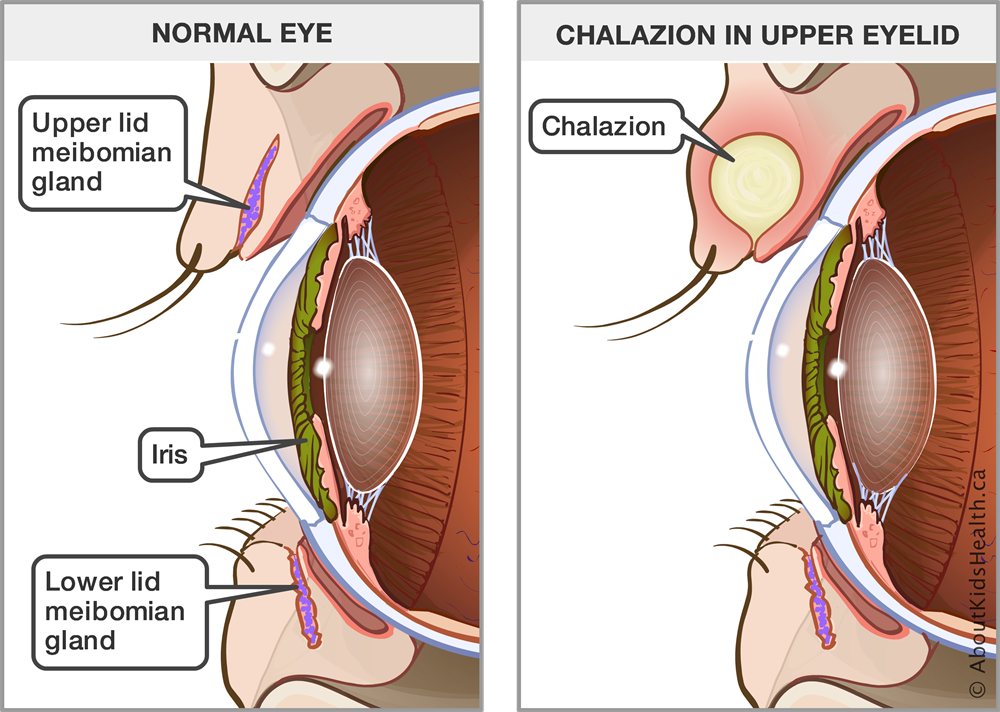 NORMAL EYE
Upper lid
meibomian
gland
Iris
Lower lid
meibomian
gland
CHALAZION IN UPPER EYELID
Chalazion
© AboutKidsHealth.ca